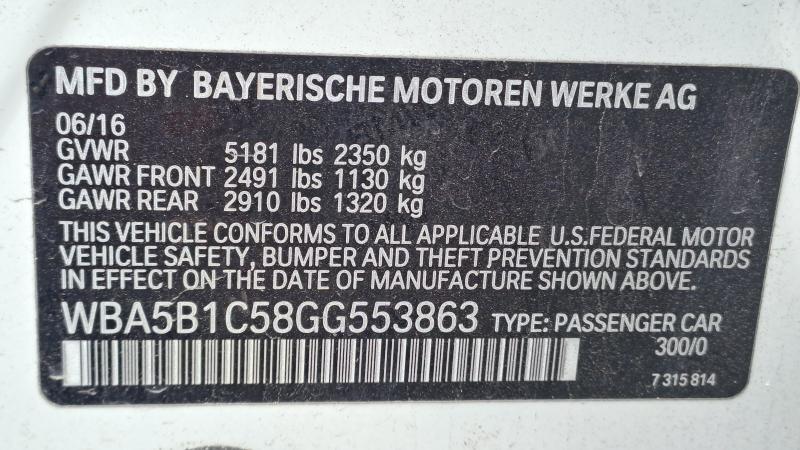 MFD BY BAYERISCHE MOTOREN WERKE AG
06/16
GVWR 5181 lbs 2350 kg
GAWR FRONT 2491 lbs 1130 kg
GAWR REAR 2910 lbs 1320 kg
THIS VEHICLE CONFORMS TO ALL APPLICABLE U.S.FEDERAL MOTOR
VEHICLE SAFETY, BUMPER AND THEFT PREVENTION STANDARDS
IN EFFECT ON THE DATE OF MANUFACTURE SHOWN ABOVE.
WBA5B1C58GG553863 TYPE: PASSENGER CAR
300/0
7 315 814